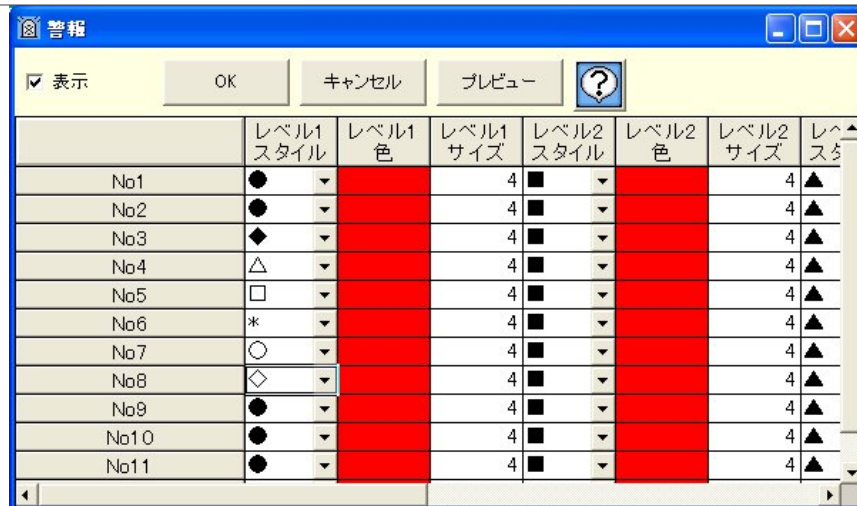 警報
表示 OK キャンセル プレビュー ?
レベル1 レベル1 レベル1 レベル2 レベル2 レベル2
スタイル 色 サイズ スタイル 色 サイズ
No1 4 4
No2 4 4
No3 4 4
No4 4 4
No5 4 4
No6 * 4 4
No7 4 4
No8 4 4
No9 4 4
No10 4 4
No11 4 4